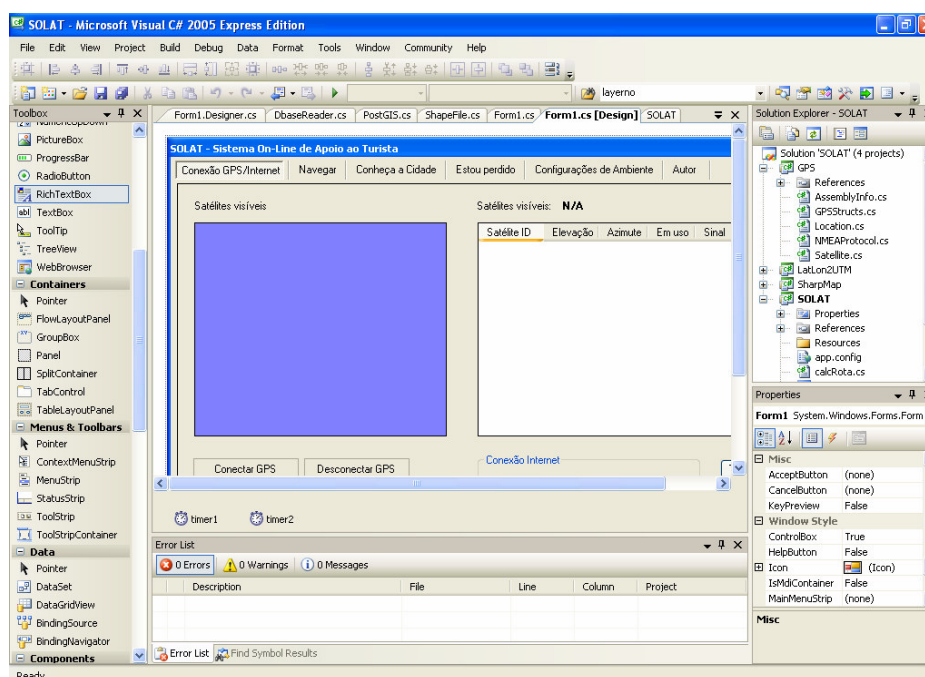 SOLAT - Microsoft Visual C# 2005 Express Edition
File Edit View Project Build Debug Data Format Tools Window Community Help
layerno
Toolbox
PictureBox
ProgressBar
RadioButton
RichTextBox
TextBox
ToolTip
TreeView
WebBrowser
Containers
Pointer
FlowLayoutPanel
GroupBox
Panel
SplitContainer
TabControl
TableLayoutPanel
Menus & Toolbars
Pointer
ContextMenuStrip
MenuStrip
StatusStrip
ToolStrip
ToolStripContainer
Data
Pointer
DataSet
DataGridView
BindingSource
BindingNavigator
Components
Form1.Designer.cs DbaseReader.cs PostGIS.cs ShapeFile.cs Form1.cs Form1.cs [Design] SOLAT
SOLAT - Sistema On-Line de Apoio ao Turista
Conexão GPS/Internet Navegar Conheça a Cidade Estou perdido Configurações de Ambiente Autor
Satélites visíveis
Satélites visíveis: N/A
Satélite ID Elevação Azimute Em uso Sinal
Conectar GPS Desconectar GPS
Conexão Internet
timer1 timer2
Error List
0 Errors 0 Warnings 0 Messages
Description File Line Column Project
Error List Find Symbol Results
Solution Explorer - SOLAT
Solution 'SOLAT' (4 projects)
GPS
References
AssemblyInfo.cs
GPSStructs.cs
Location.cs
NMEAProtocol.cs
Satellite.cs
LatLon2UTM
SharpMap
SOLAT
Properties
References
Resources
app.config
calcRota.cs
Properties
Form1 System.Windows.Forms.Form
Misc
AcceptButton (none)
CancelButton (none)
KeyPreview False
Window Style
ControlBox True
HelpButton False
Icon (Icon)
IsMdiContainer False
MainMenuStrip (none)
Misc
Ready